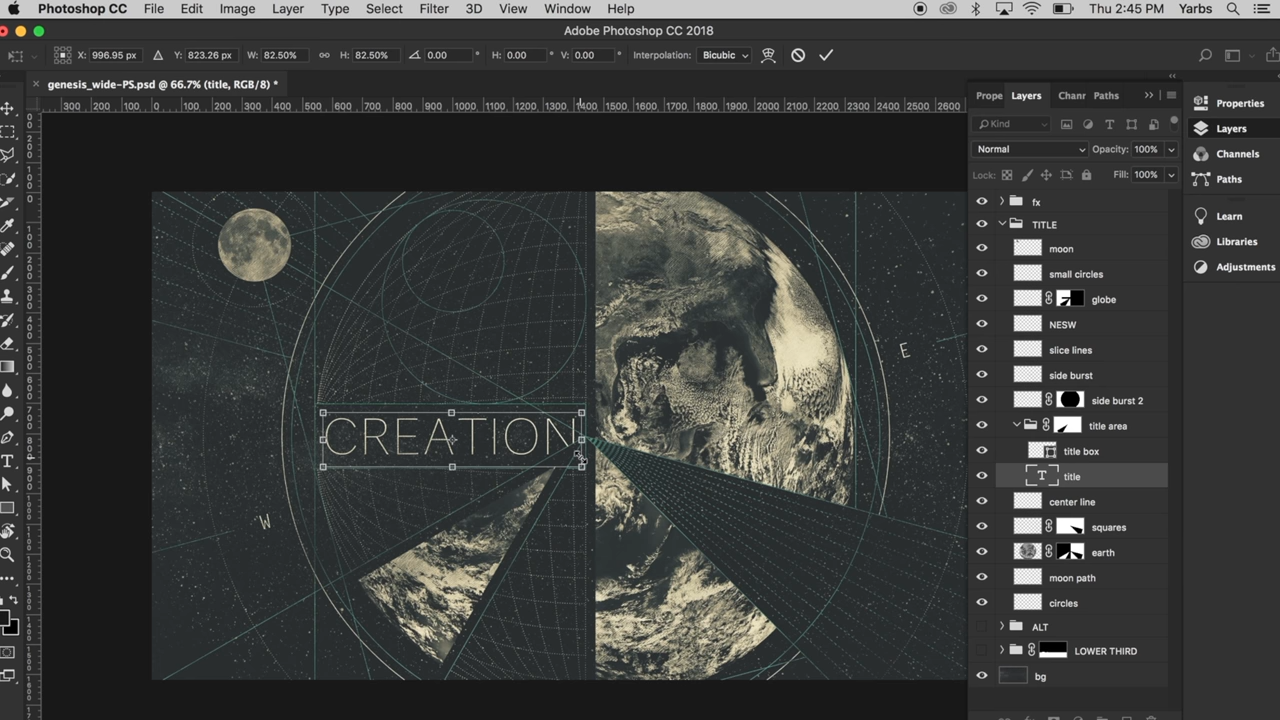 Photoshop CC File Edit Image Layer Type Select Filter 3D View Window Help Thu 2:45 PM Yarbs
Adobe Photoshop CC 2018
X: 996.95 px Y: 823.26 px W: 82.50% H: 82.50% 0.00 ° H: 0.00 ° V: 0.00 ° Interpolation: Bicubic
× genesis_wide-PS.psd @ 66.7% (title, RGB/8) *
300 200 100 0 100 200 300 400 500 600 700 800 900 1000 1100 1200 1300 1400 1500 1600 1700 1800 1900 2000 2100 2200 2300 2400 2500 2600
Prope Layers Chanr Paths
Kind
Normal Opacity: 100%
Lock: Fill: 100%
fx
TITLE
moon
small circles
globe
NESW
slice lines
side burst
side burst 2
title area
title box
T title
center line
squares
earth
moon path
circles
ALT
LOWER THIRD
bg
Properties
Layers
Channels
Paths
Learn
Libraries
Adjustments
E
CREATION
W